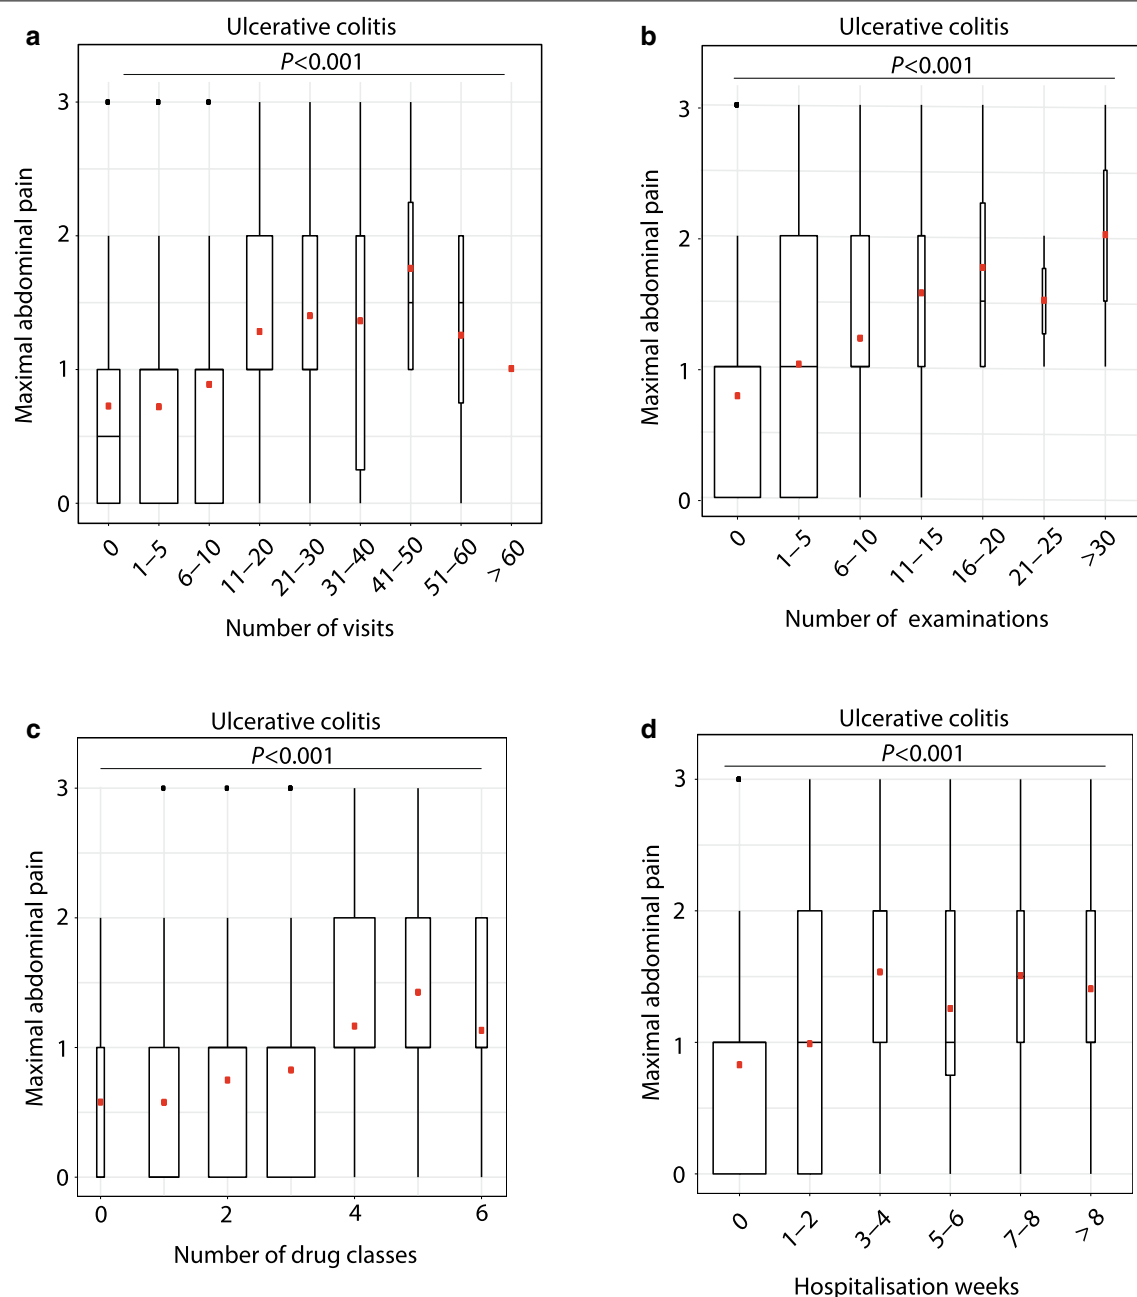 a
Ulcerative colitis
P<0.001
Maximal abdominal pain
3
2
1
0
0
1–5
6–10
11–20
21–30
31–40
41–50
51–60
> 60
Number of visits
b
Ulcerative colitis
P<0.001
Maximal abdominal pain
3
2
1
0
0
1–5
6–10
11–15
16–20
21–25
>30
Number of examinations
c
Ulcerative colitis
P<0.001
Maximal abdominal pain
3
2
1
0
0
2
4
6
Number of drug classes
d
Ulcerative colitis
P<0.001
Maximal abdominal pain
3
2
1
0
0
1–2
3–4
5–6
7–8
> 8
Hospitalisation weeks